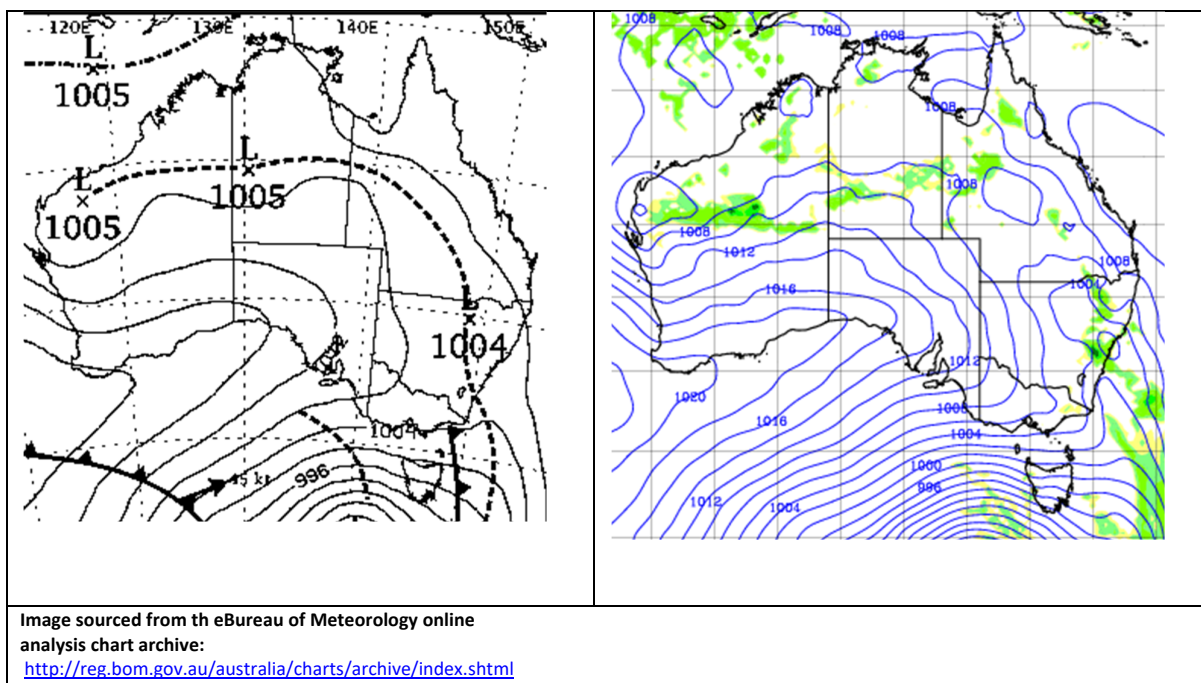 120E 130E 140E 150E
L
1005
L
1005
L
1005
L
1004
1004
45 kt
996
1008
1008
1008
1008
1008
1008
1012
1016
1008
1004
1012
1020
1016
1008
1004
1000
996
1012
1004
Image sourced from th eBureau of Meteorology online
analysis chart archive:
http://reg.bom.gov.au/australia/charts/archive/index.shtml